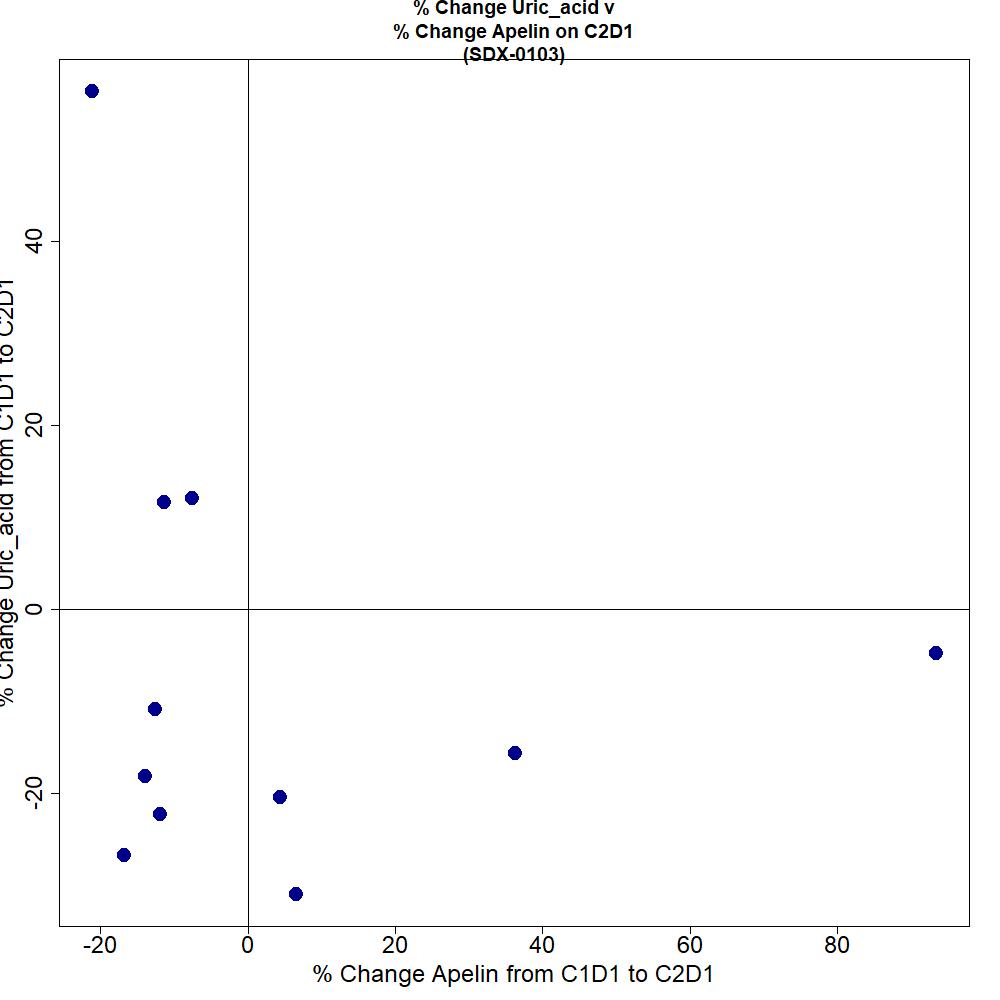 % Change Uric_acid v
% Change Apelin on C2D1
(SDX-0103)
% Change Uric_acid from C1D1 to C2D1
40
20
0
-20
-20
0
20
40
60
80
% Change Apelin from C1D1 to C2D1